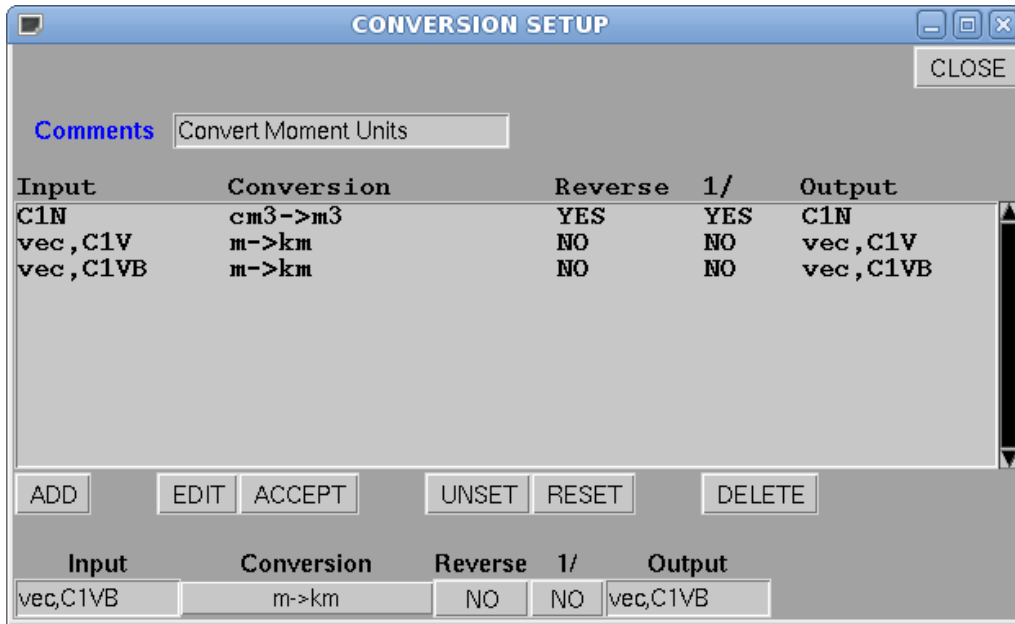 CONVERSION SETUP
CLOSE
Comments Convert Moment Units
Input Conversion Reverse 1/ Output
C1N cm3->m3 YES YES C1N
vec,C1V m->km NO NO vec,C1V
vec,C1VB m->km NO NO vec,C1VB
ADD EDIT ACCEPT UNSET RESET DELETE
Input Conversion Reverse 1/ Output
vec,C1VB m->km NO NO vec,C1VB